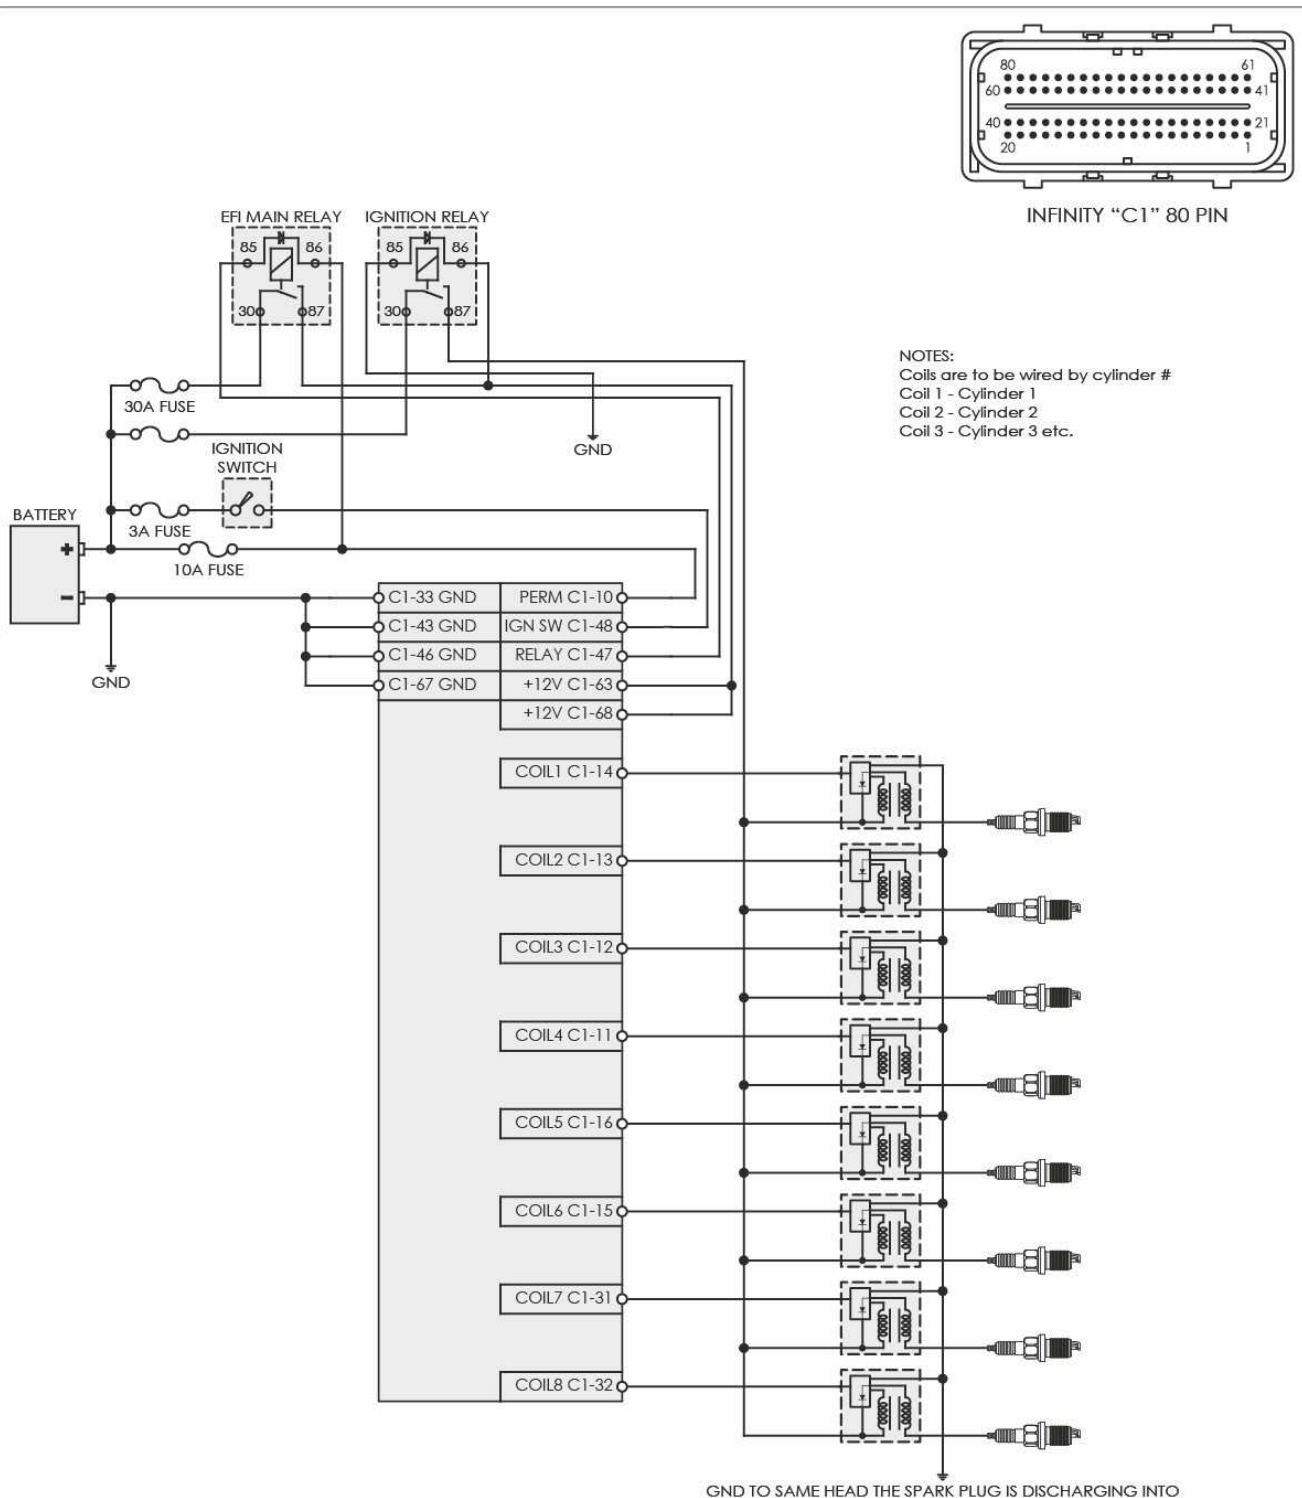 80
61
60
41
40
21
20
1
INFINITY “C1” 80 PIN
EFI MAIN RELAY
IGNITION RELAY
85
86
85
86
30
87
30
87
NOTES:
Coils are to be wired by cylinder #
Coil 1 - Cylinder 1
Coil 2 - Cylinder 2
Coil 3 - Cylinder 3 etc.
30A FUSE
IGNITION
SWITCH
GND
BATTERY
3A FUSE
10A FUSE
+
-
GND
C1-33 GND
PERM C1-10
C1-43 GND
IGN SW C1-48
C1-46 GND
RELAY C1-47
C1-67 GND
+12V C1-63
+12V C1-68
COIL1 C1-14
COIL2 C1-13
COIL3 C1-12
COIL4 C1-11
COIL5 C1-16
COIL6 C1-15
COIL7 C1-31
COIL8 C1-32
GND TO SAME HEAD THE SPARK PLUG IS DISCHARGING INTO